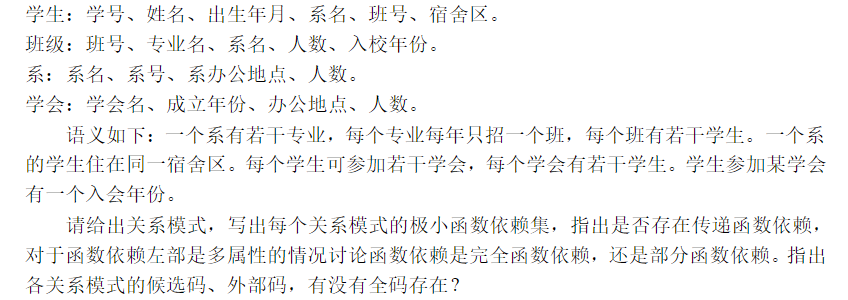 学生：学号、姓名、出生年月、系名、班号、宿舍区。
班级：班号、专业名、系名、人数、入校年份。
系：系名、系号、系办公地点、人数。
学会：学会名、成立年份、办公地点、人数。
语义如下：一个系有若干专业，每个专业每年只招一个班，每个班有若干学生。一个系
的学生住在同一宿舍区。每个学生可参加若干学会，每个学会有若干学生。学生参加某学会
有一个入会年份。
请给出关系模式，写出每个关系模式的极小函数依赖集，指出是否存在传递函数依赖，
对于函数依赖左部是多属性的情况讨论函数依赖是完全函数依赖，还是部分函数依赖。指出
各关系模式的候选码、外部码，有没有全码存在？